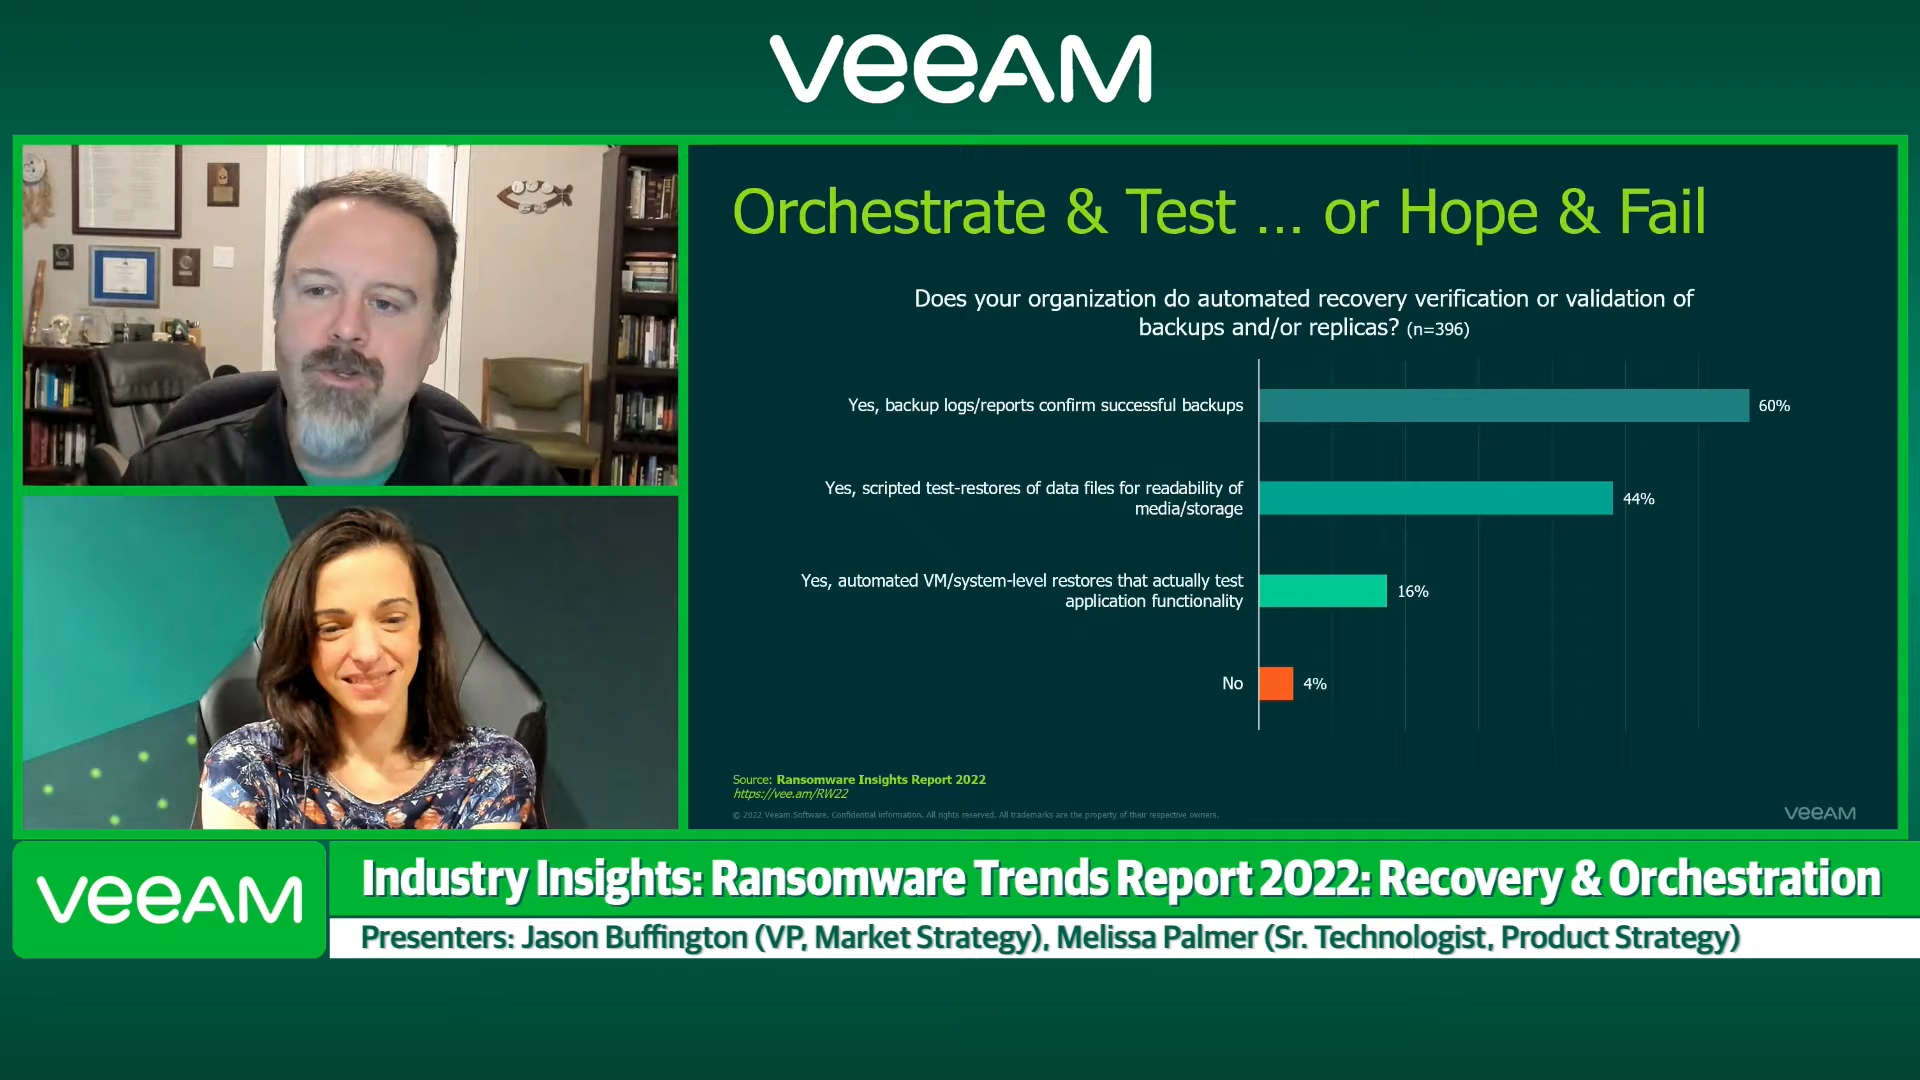 veeAM
Orchestrate & Test ... or Hope & Fail
Does your organization do automated recovery verification or validation of
backups and/or replicas? (n=396)
Yes, backup logs/reports confirm successful backups
60%
Yes, scripted test-restores of data files for readability of
media/storage
44%
Yes, automated VM/system-level restores that actually test
application functionality
16%
No
4%
Source: Ransomware Insights Report 2022
https://vee.am/RW22
© 2022 Veeam Software. Confidential information. All rights reserved. All trademarks are the property of their respective owners.
veeAM
veeAM
Industry Insights: Ransomware Trends Report 2022: Recovery & Orchestration
Presenters: Jason Buffington (VP, Market Strategy), Melissa Palmer (Sr. Technologist, Product Strategy)